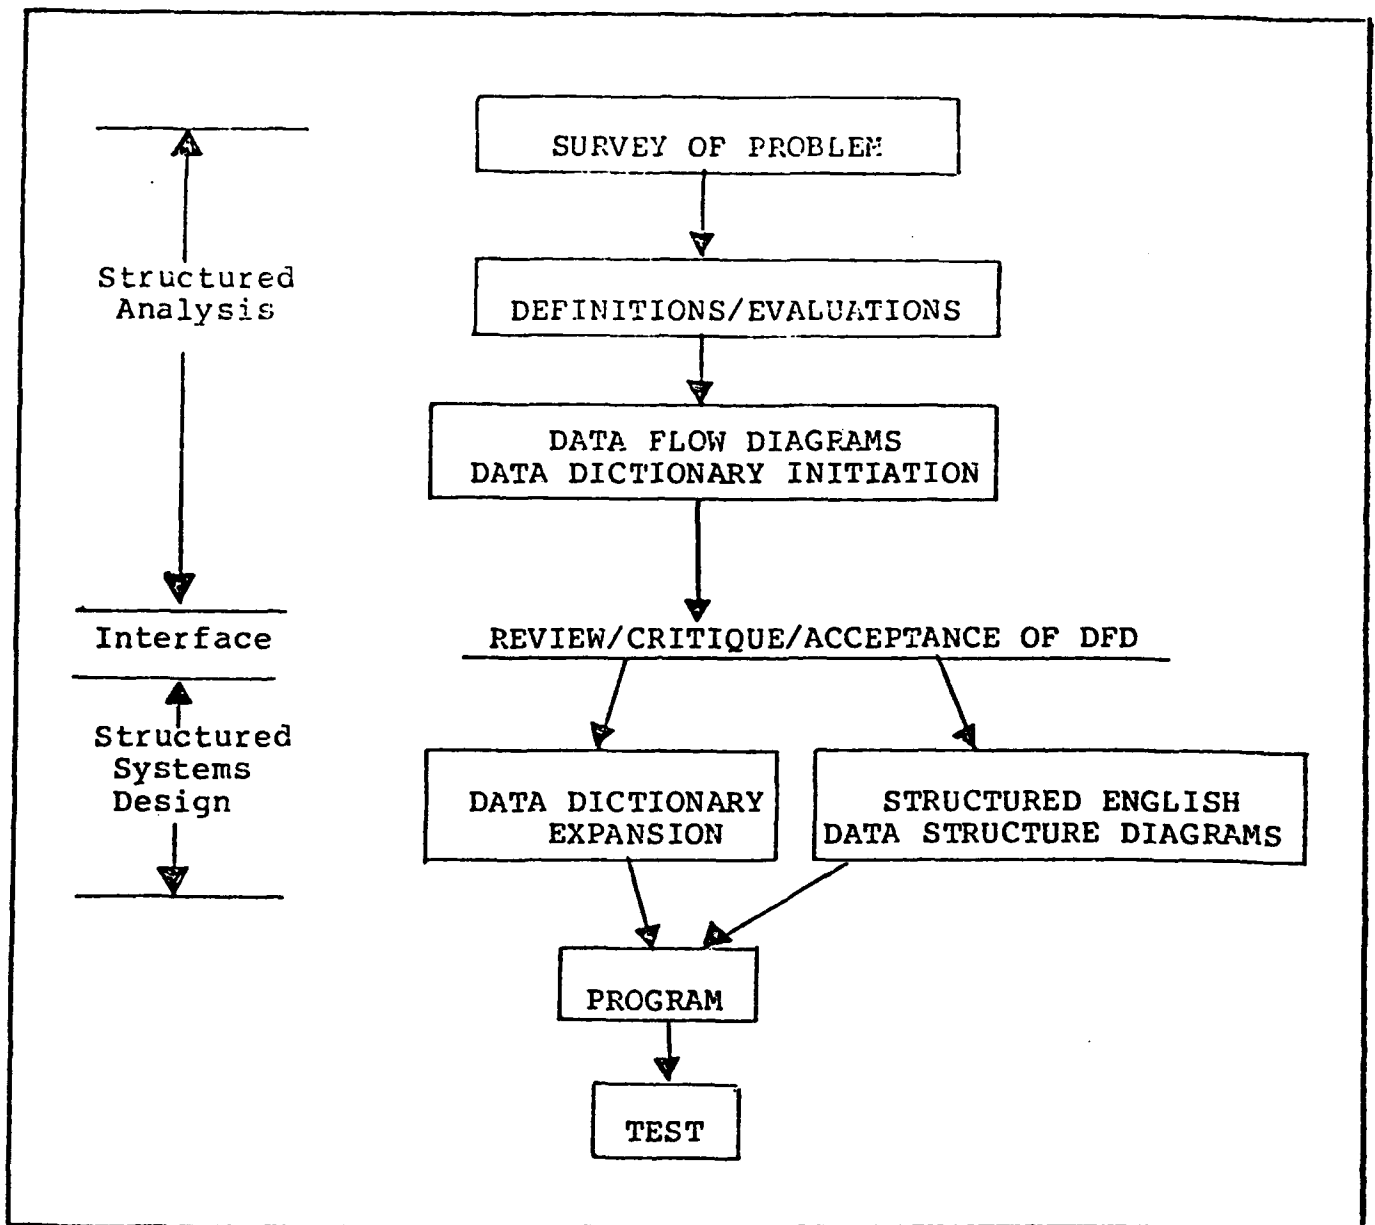 SURVEY OF PROBLEM
Structured
Analysis
DEFINITIONS/EVALUATIONS
DATA FLOW DIAGRAMS
DATA DICTIONARY INITIATION
Interface
REVIEW/CRITIQUE/ACCEPTANCE OF DFD
Structured
Systems
Design
DATA DICTIONARY
EXPANSION
STRUCTURED ENGLISH
DATA STRUCTURE DIAGRAMS
PROGRAM
TEST